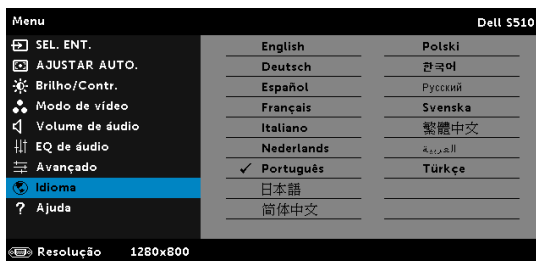 Menu Dell S510
SEL. ENT.
AJUSTAR AUTO.
Brilho/Contr.
Modo de vídeo
Volume de áudio
EQ de áudio
Avançado
Idioma
? Ajuda
English Polski
Deutsch 한국어
Español Русский
Français Svenska
Italiano 繁體中文
Nederlands العربية
✓ Português Türkçe
日本語
简体中文
Resolução 1280x800